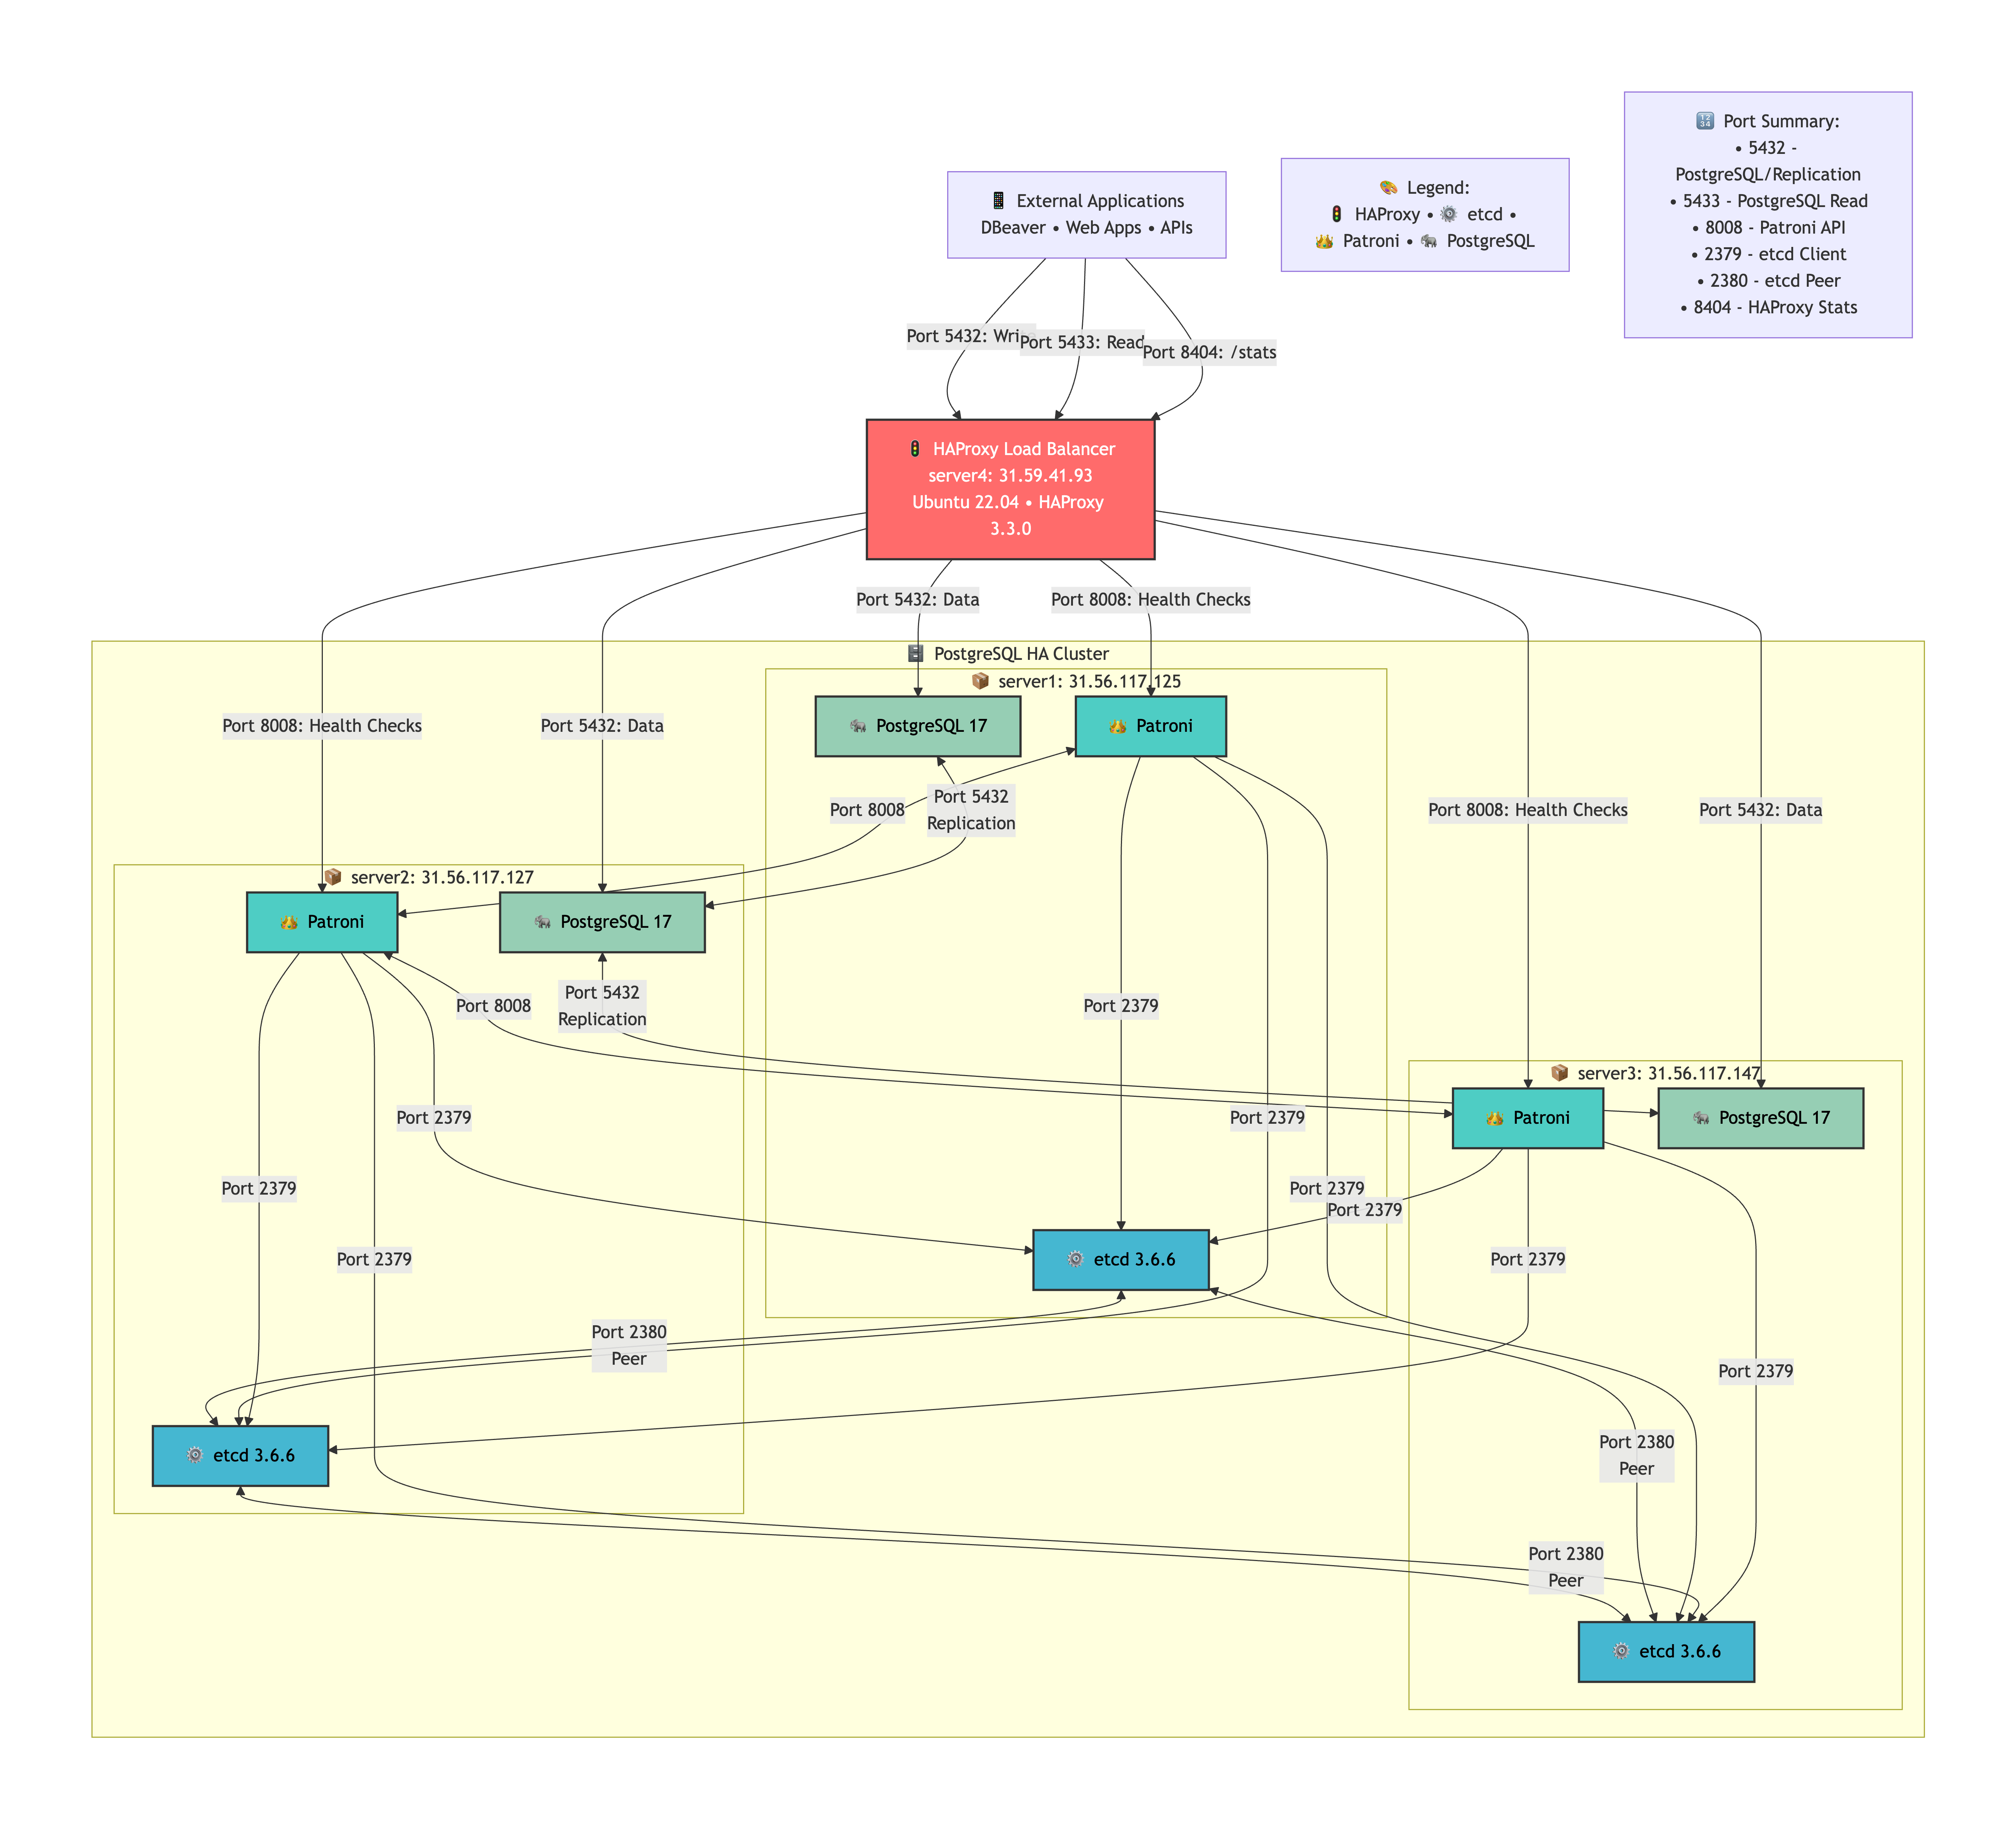 🔢 Port Summary:
• 5432 -
PostgreSQL/Replication
• 5433 - PostgreSQL Read
• 8008 - Patroni API
• 2379 - etcd Client
• 2380 - etcd Peer
• 8404 - HAProxy Stats
🎨 Legend:
🚦 HAProxy • ⚙️ etcd •
👑 Patroni • 🐘 PostgreSQL
📱 External Applications
DBeaver • Web Apps • APIs
Port 5432: Write
Port 5433: Read
Port 8404: /stats
🚦 HAProxy Load Balancer
server4: 31.59.41.93
Ubuntu 22.04 • HAProxy
3.3.0
Port 5432: Data
Port 8008: Health Checks
🗄️ PostgreSQL HA Cluster
📦 server1: 31.56.117.125
🐘 PostgreSQL 17
👑 Patroni
Port 8008: Health Checks
Port 5432: Data
Port 8008
Port 5432
Replication
Port 8008: Health Checks
Port 5432: Data
📦 server2: 31.56.117.127
👑 Patroni
🐘 PostgreSQL 17
Port 8008
Port 5432
Replication
Port 2379
📦 server3: 31.56.117.147
👑 Patroni
🐘 PostgreSQL 17
Port 2379
Port 2379
Port 2379
Port 2379
Port 2379
Port 2379
⚙️ etcd 3.6.6
Port 2379
Port 2380
Peer
Port 2379
⚙️ etcd 3.6.6
Port 2380
Peer
Port 2380
Peer
⚙️ etcd 3.6.6